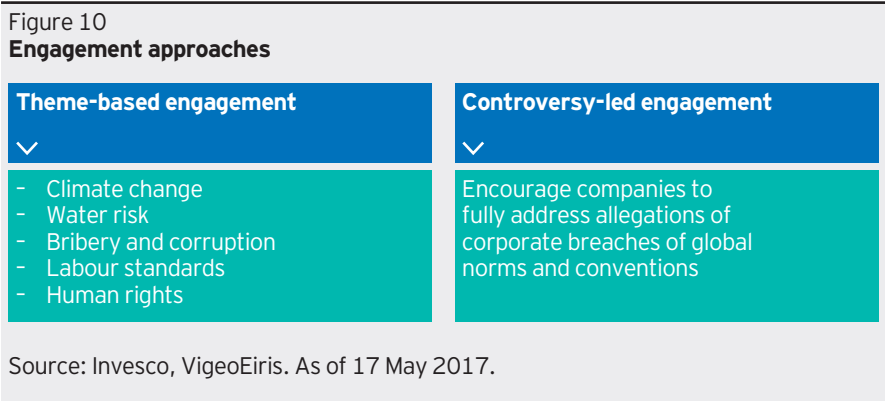 Figure 10
Engagement approaches
Theme-based engagement
- Climate change
- Water risk
- Bribery and corruption
- Labour standards
- Human rights
Controversy-led engagement
Encourage companies to
fully address allegations of
corporate breaches of global
norms and conventions
Source: Invesco, VigeoEiris. As of 17 May 2017.